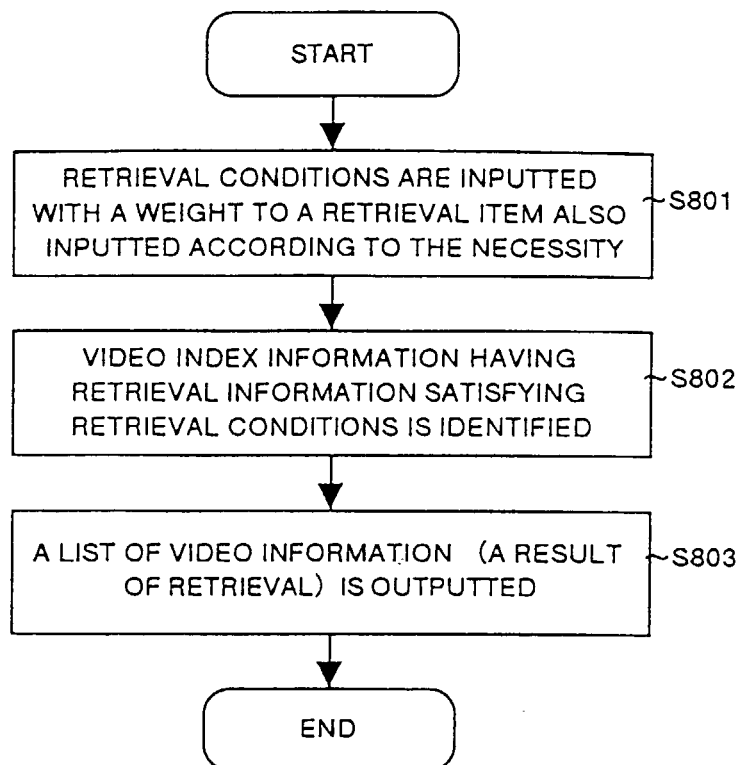 START
RETRIEVAL CONDITIONS ARE INPUTTED
WITH A WEIGHT TO A RETRIEVAL ITEM ALSO
INPUTTED ACCORDING TO THE NECESSITY
~S801
VIDEO INDEX INFORMATION HAVING
RETRIEVAL INFORMATION SATISFYING
RETRIEVAL CONDITIONS IS IDENTIFIED
~S802
A LIST OF VIDEO INFORMATION (A RESULT
OF RETRIEVAL) IS OUTPUTTED
~S803
END